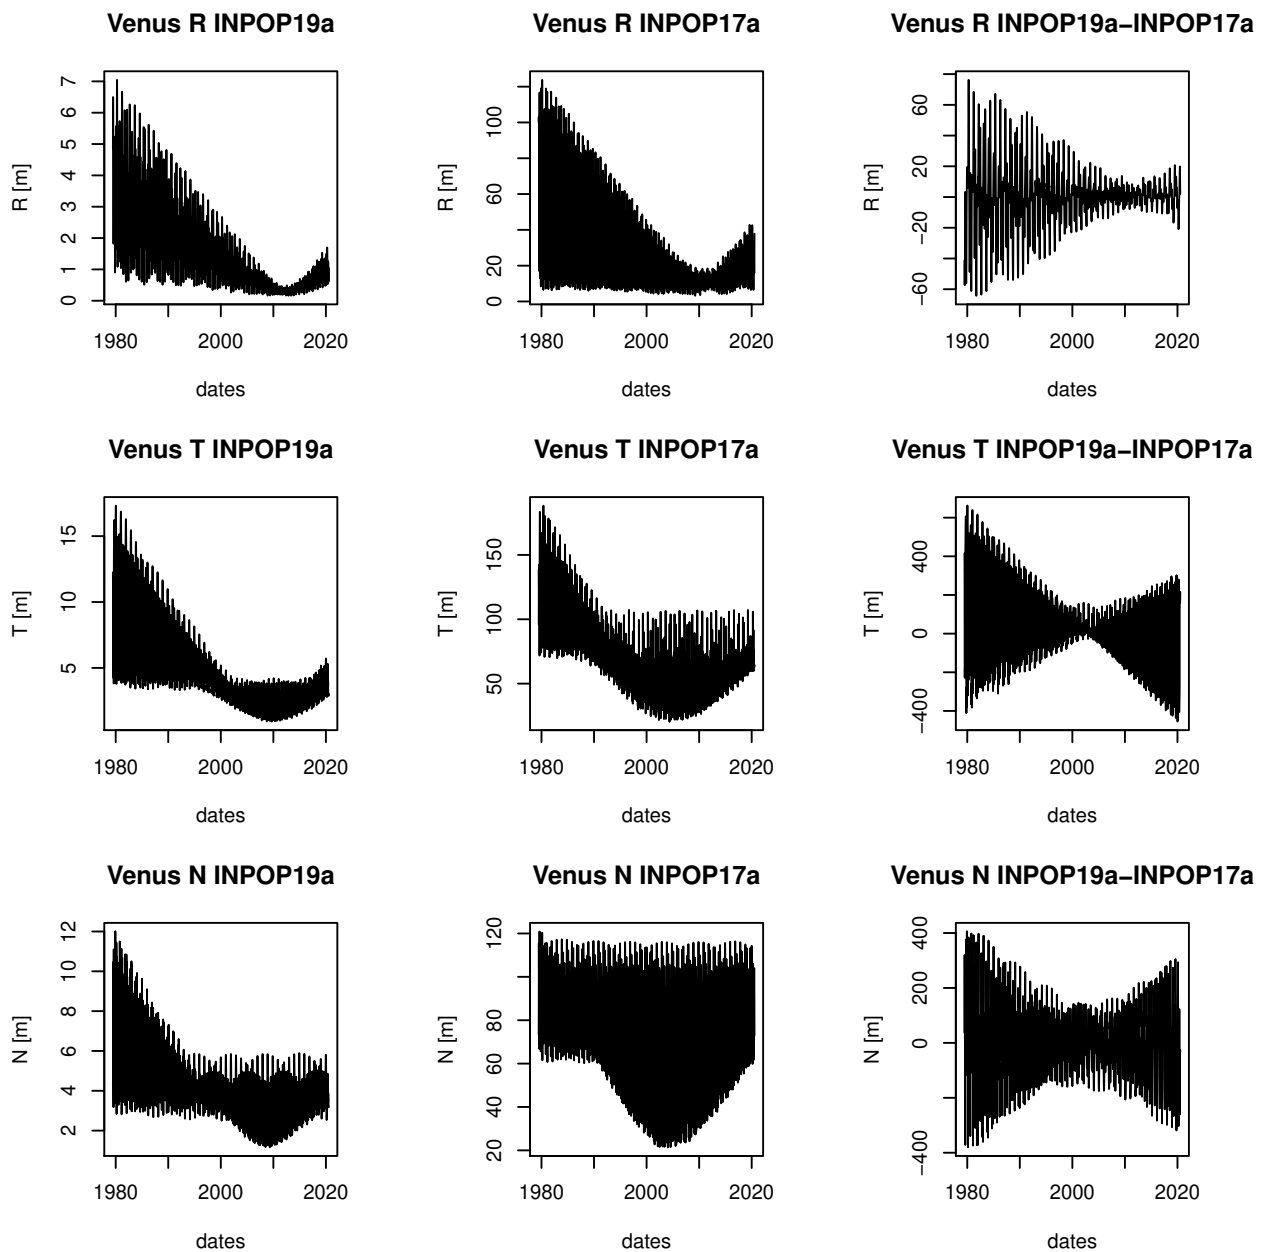 Venus R INPOP19a
Venus R INPOP17a
Venus R INPOP19a−INPOP17a
R [m]
0 1 2 3 4 5 6 7
1980 2000 2020
dates
R [m]
0 20 60 100
1980 2000 2020
dates
R [m]
−60 −20 20 60
1980 2000 2020
dates
Venus T INPOP19a
Venus T INPOP17a
Venus T INPOP19a−INPOP17a
T [m]
5 10 15
1980 2000 2020
dates
T [m]
50 100 150
1980 2000 2020
dates
T [m]
−400 0 400
1980 2000 2020
dates
Venus N INPOP19a
Venus N INPOP17a
Venus N INPOP19a−INPOP17a
N [m]
2 4 6 8 10 12
1980 2000 2020
dates
N [m]
20 40 60 80 120
1980 2000 2020
dates
N [m]
−400 0 200 400
1980 2000 2020
dates